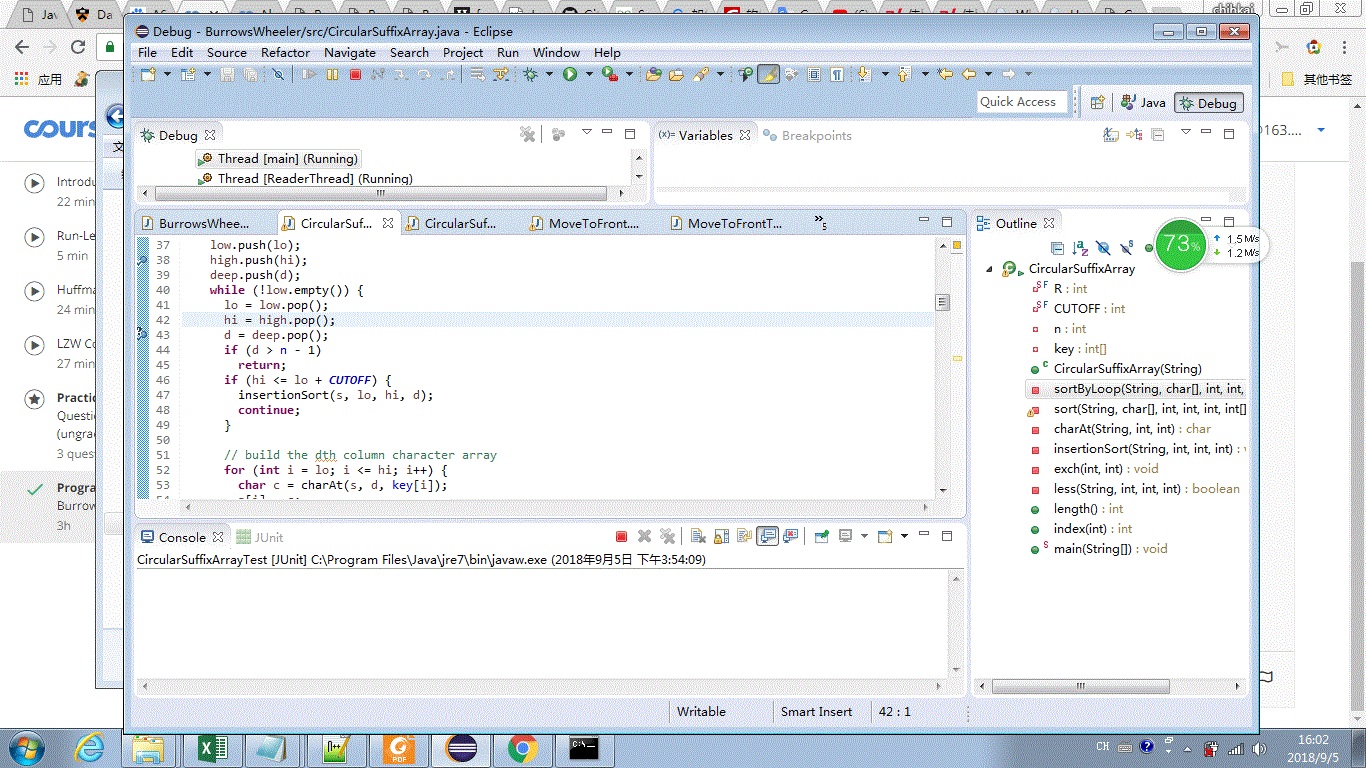 Debug - BurrowsWheeler/src/CircularSuffixArray.java - Eclipse
File Edit Source Refactor Navigate Search Project Run Window Help
应用
其他书签
Quick Access
Java
Debug
@163....
Debug
Thread [main] (Running)
Thread [ReaderThread] (Running)
(x)= Variables
Breakpoints
22 min
Run-Le
5 min
Huffma
24 min
LZW Co
27 min
Practic
Questio
(ungrad
3 quest
Progra
Burrow
3h
BurrowsWhee...
CircularSuf...
CircularSuf...
MoveToFront....
MoveToFrontT...
»5
37 low.push(lo);
38 high.push(hi);
39 deep.push(d);
40 while (!low.empty()) {
41 lo = low.pop();
42 hi = high.pop();
43 d = deep.pop();
44 if (d > n - 1)
45 return;
46 if (hi <= lo + CUTOFF) {
47 insertionSort(s, lo, hi, d);
48 continue;
49 }
50
51 // build the dth column character array
52 for (int i = lo; i <= hi; i++) {
53 char c = charAt(s, d, key[i]);
Outline
73%
1.5M/s
1.2M/s
CircularSuffixArray
R : int
CUTOFF : int
n : int
key : int[]
CircularSuffixArray(String)
sortByLoop(String, char[], int, int,
sort(String, char[], int, int, int, int[]
charAt(String, int, int) : char
insertionSort(String, int, int, int) : v
exch(int, int) : void
less(String, int, int, int) : boolean
length() : int
index(int) : int
main(String[]) : void
Console
JUnit
CircularSuffixArrayTest [JUnit] C:\Program Files\Java\jre7\bin\javaw.exe (2018年9月5日 下午3:54:09)
Writable
Smart Insert
42 : 1
CH
16:02
2018/9/5